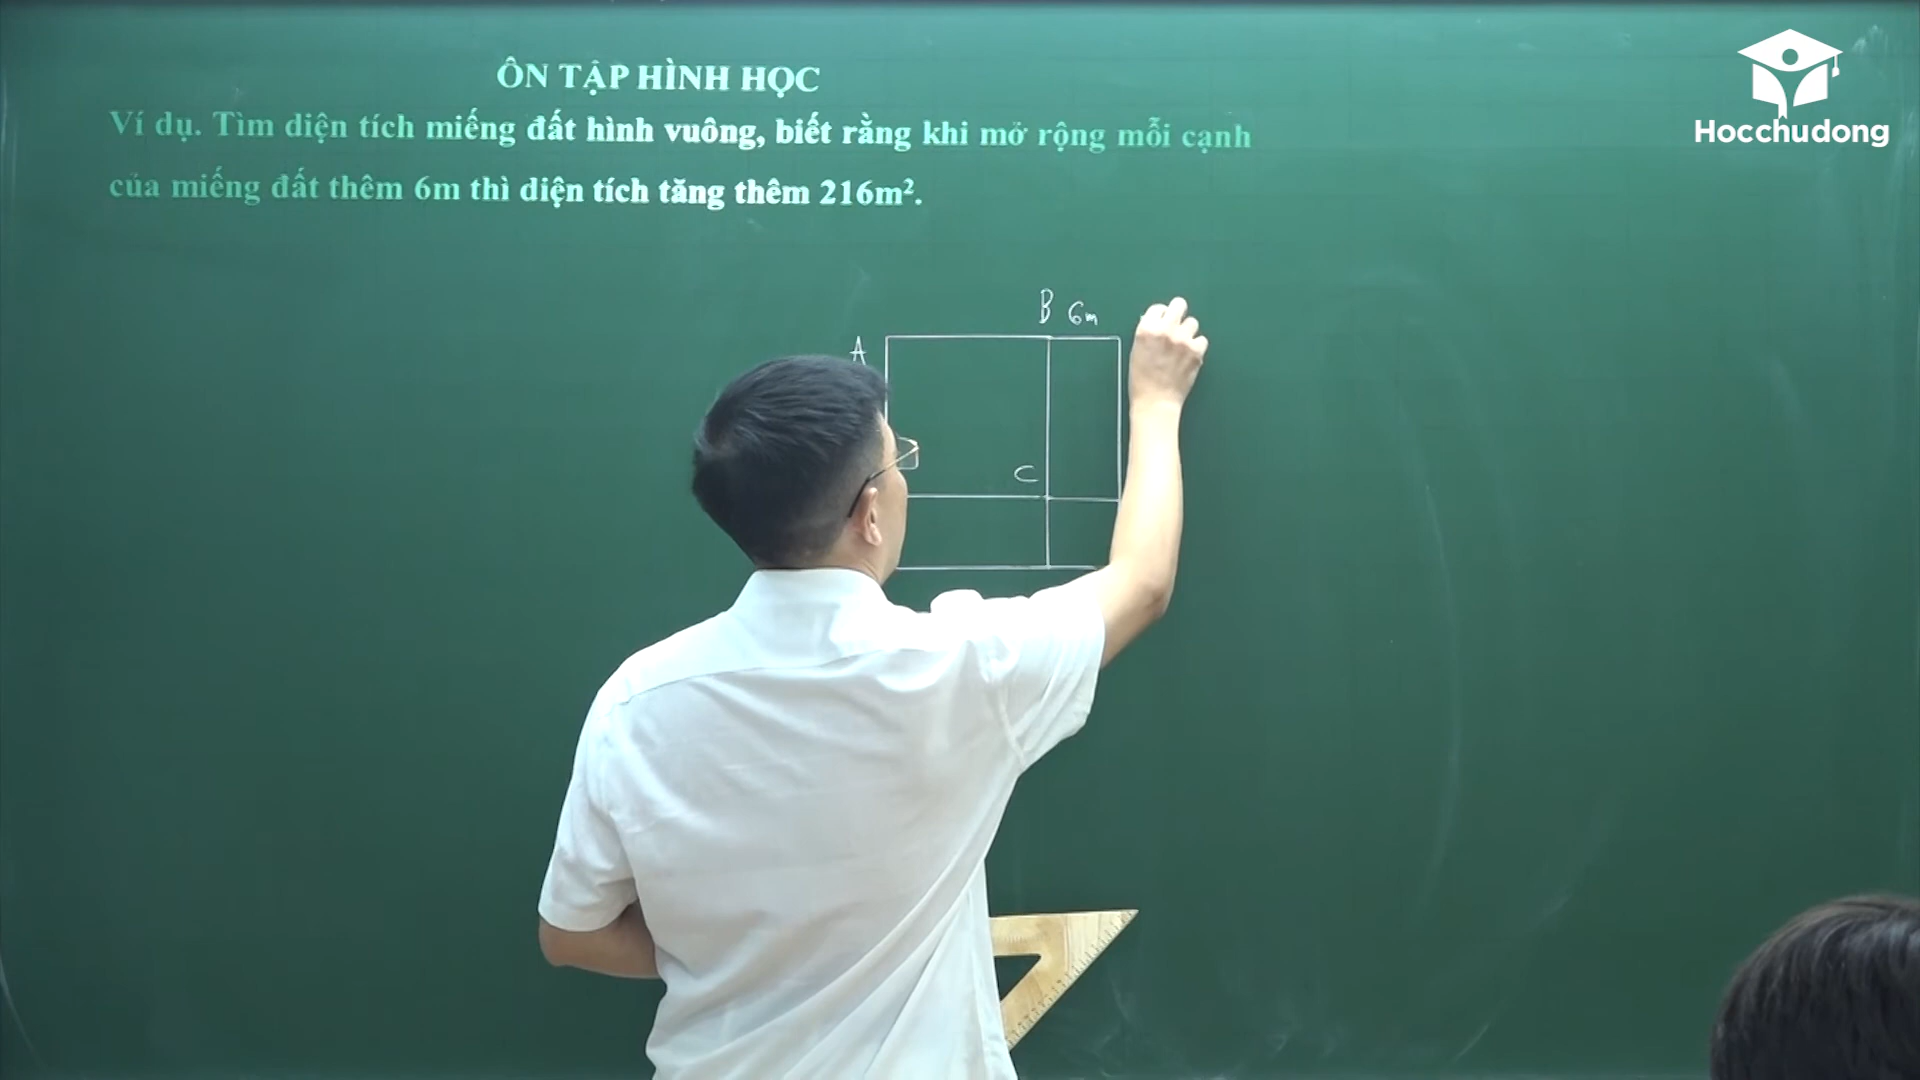 ÔN TẬP HÌNH HỌC
Hocchudong
Ví dụ. Tìm diện tích miếng đất hình vuông, biết rằng khi mở rộng mỗi cạnh
của miếng đất thêm 6m thì diện tích tăng thêm 216m².
B 6m
A
C